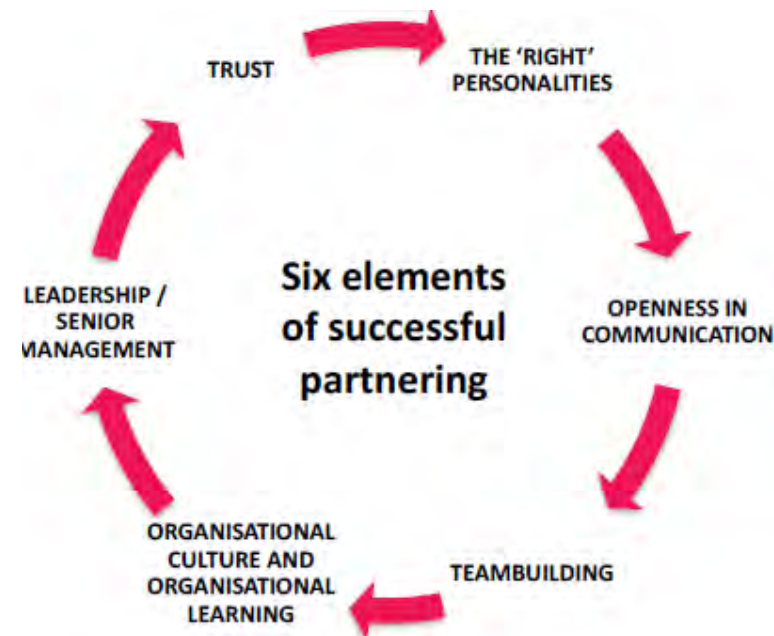 TRUST
THE ‘RIGHT’
PERSONALITIES
OPENNESS IN
COMMUNICATION
TEAMBUILDING
ORGANISATIONAL
CULTURE AND
ORGANISATIONAL
LEARNING
LEADERSHIP /
SENIOR
MANAGEMENT
Six elements
of successful
partnering